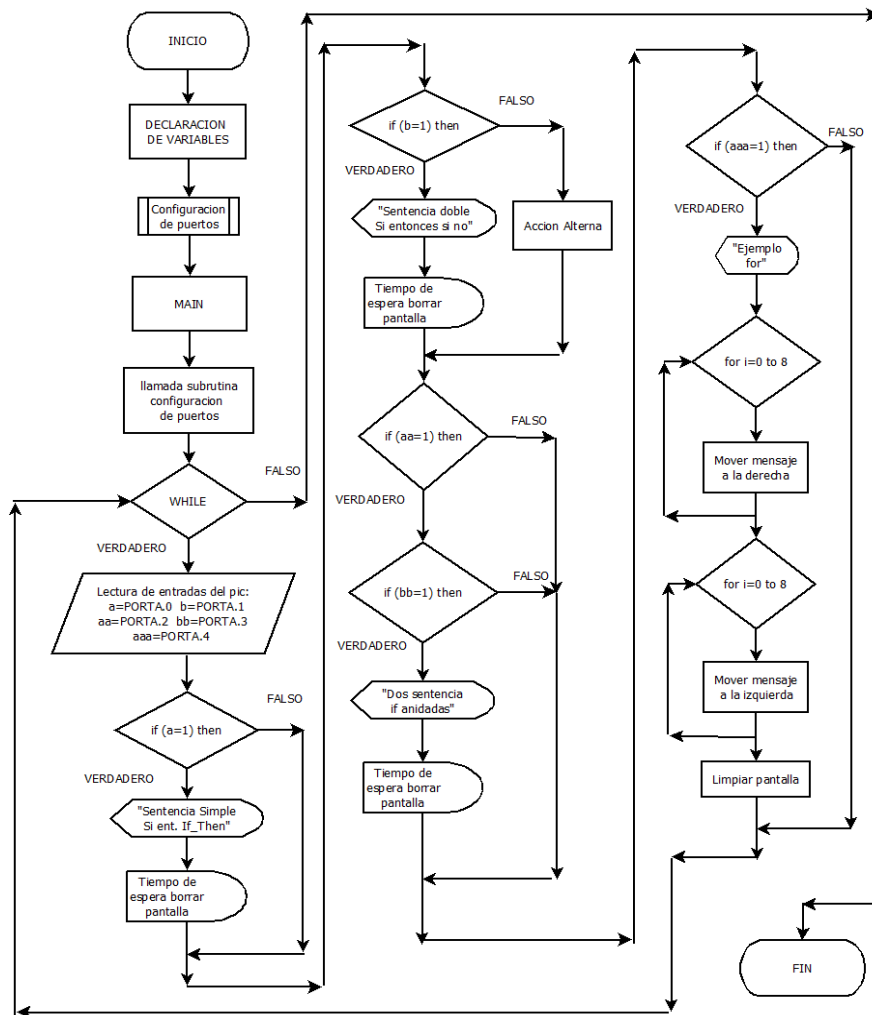 INICIO
DECLARACION
DE VARIABLES
Configuracion
de puertos
MAIN
llamada subrutina
configuracion
de puertos
WHILE
FALSO
VERDADERO
Lectura de entradas del pic:
a=PORTA.0 b=PORTA.1
aa=PORTA.2 bb=PORTA.3
aaa=PORTA.4
if (a=1) then
FALSO
VERDADERO
"Sentencia Simple
Si ent. If_Then"
Tiempo de
espera borrar
pantalla
if (b=1) then
FALSO
VERDADERO
"Sentencia doble
Si entonces si no"
Accion Alterna
Tiempo de
espera borrar
pantalla
if (aa=1) then
FALSO
VERDADERO
if (bb=1) then
FALSO
VERDADERO
"Dos sentencia
if anidadas"
Tiempo de
espera borrar
pantalla
if (aaa=1) then
FALSO
VERDADERO
"Ejemplo
for"
for i=0 to 8
Mover mensaje
a la derecha
for i=0 to 8
Mover mensaje
a la izquierda
Limpiar pantalla
FIN